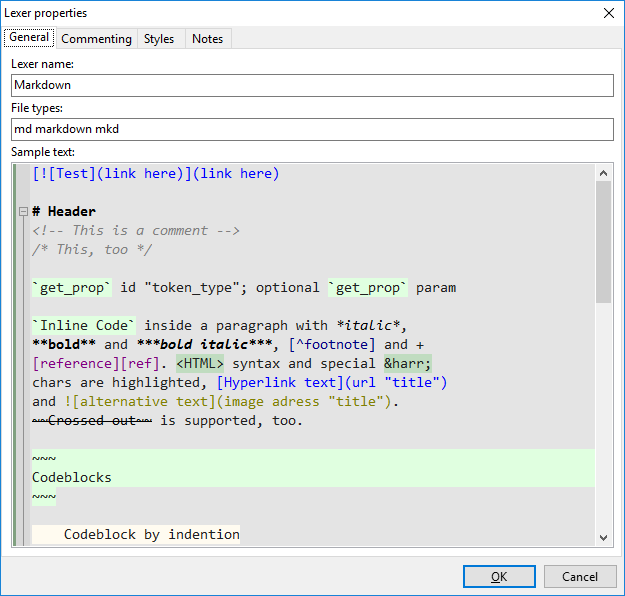 Lexer properties
General Commenting Styles Notes
Lexer name:
Markdown
File types:
md markdown mkd
Sample text:
[![Test](link here)](link here)
# Header
<!-- This is a comment -->
/* This, too */
`get_prop` id "token_type"; optional `get_prop` param
`Inline Code` inside a paragraph with *italic*,
**bold** and ***bold italic***, [^footnote] and +
[reference][ref]. <HTML> syntax and special &harr;
chars are highlighted, [Hyperlink text](url "title")
and ![alternative text](image adress "title").
~~Crossed out~~ is supported, too.
~~~
Codeblocks
~~~
    Codeblock by indention
OK Cancel